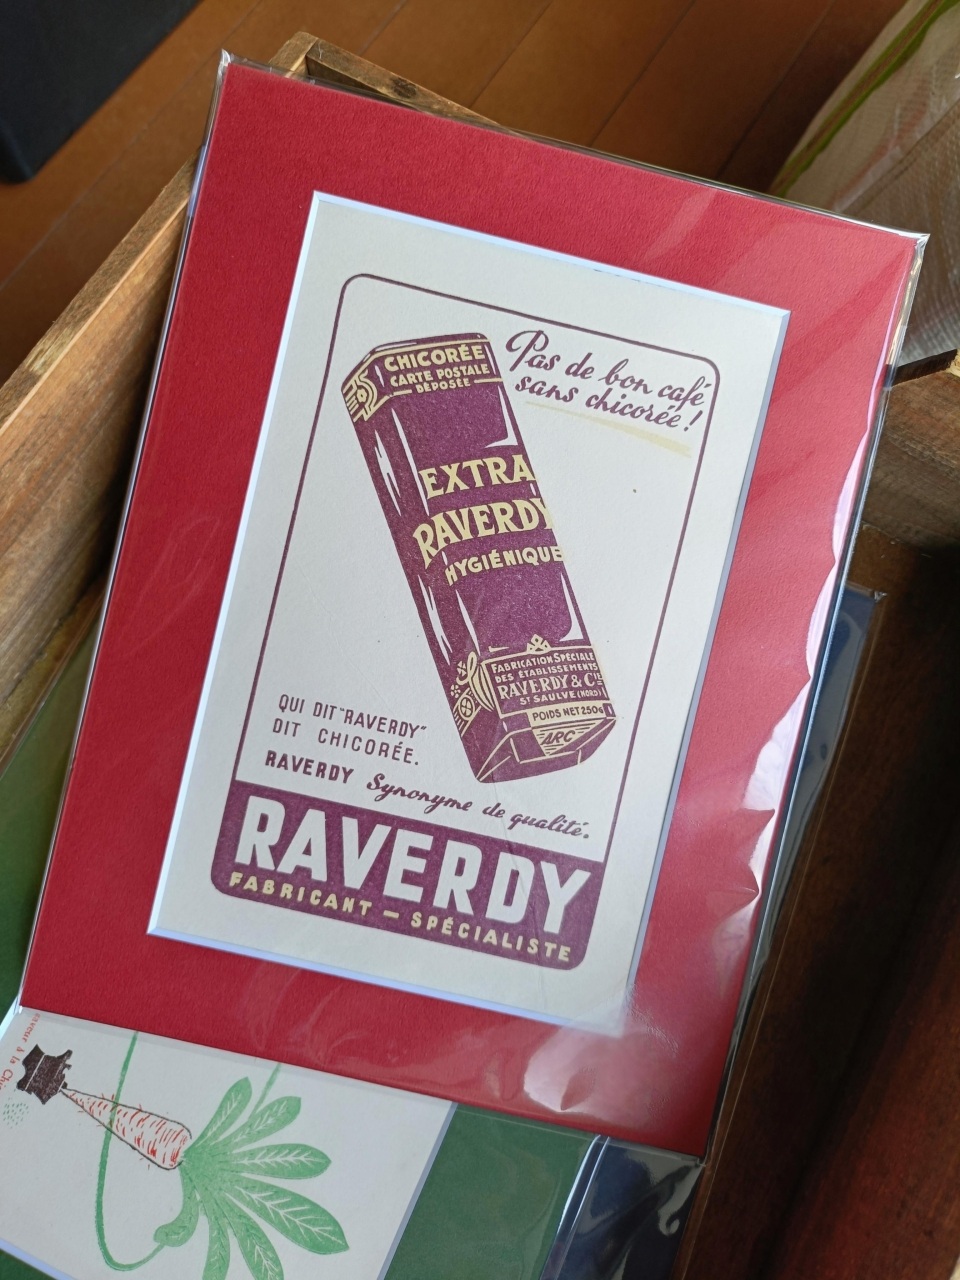 CHICORÉE
CARTE POSTALE
DÉPOSÉE
Pas de bon café
sans chicorée !
EXTRA
RAVERDY
HYGIÉNIQUE
FABRICATION SPÉCIALE
DES ÉTABLISSEMENTS
RAVERDY & CIE
ST SAULVE (NORD)
POIDS NET 250G
ARC
QUI DIT "RAVERDY"
DIT CHICORÉE.
RAVERDY Synonyme de qualité.
RAVERDY
FABRICANT - SPÉCIALISTE
à la